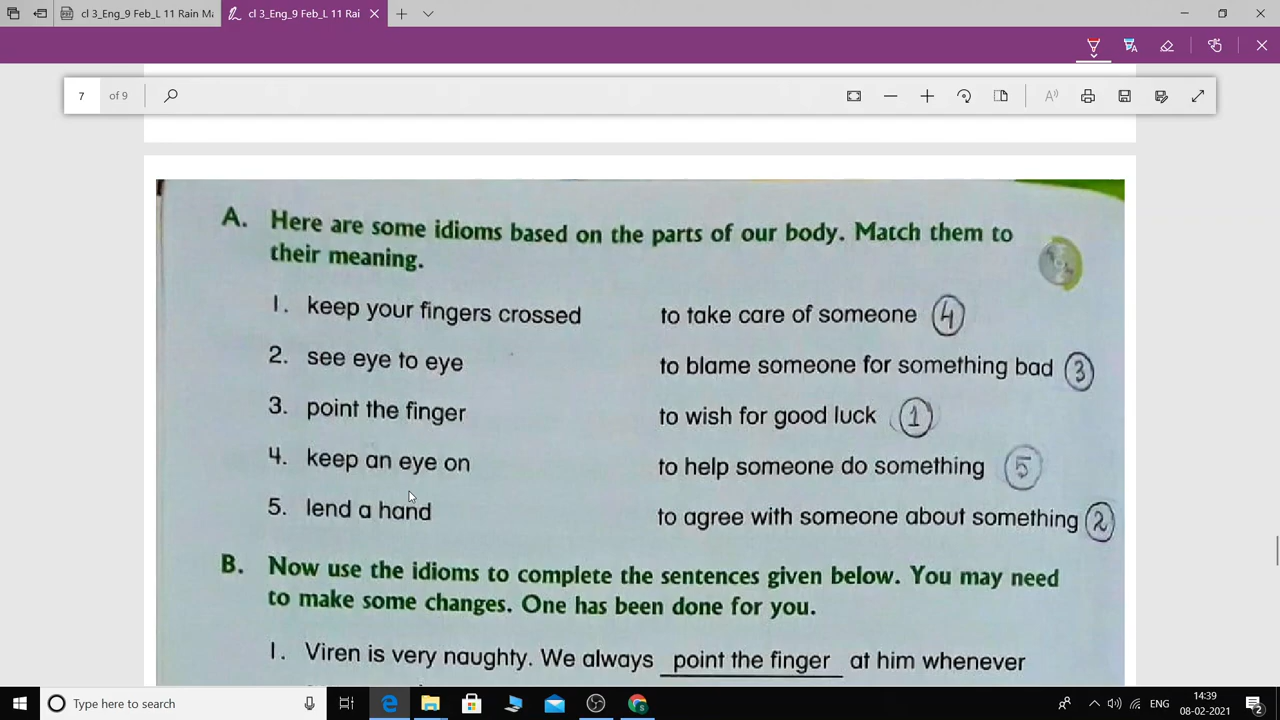 cl 3_Eng_9 Feb_L 11 Rain Ma
cl 3_Eng_9 Feb_L 11 Rai
7 of 9
A. Here are some idioms based on the parts of our body. Match them to
their meaning.
1. keep your fingers crossed to take care of someone 4
2. see eye to eye to blame someone for something bad 3
3. point the finger to wish for good luck 1
4. keep an eye on to help someone do something 5
5. lend a hand to agree with someone about something 2
B. Now use the idioms to complete the sentences given below. You may need
to make some changes. One has been done for you.
1. Viren is very naughty. We always point the finger at him whenever
Type here to search
ENG
14:39
08-02-2021
2